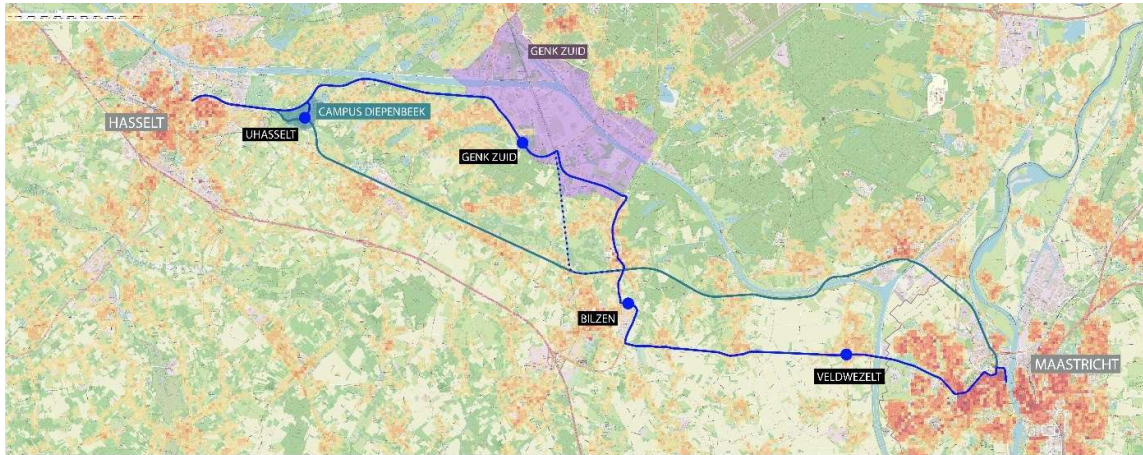 GENK ZUID
HASSELT
CAMPUS DIEPENBEEK
UHASSELT
GENK ZUID
BILZEN
VELDWEZELT
MAASTRICHT